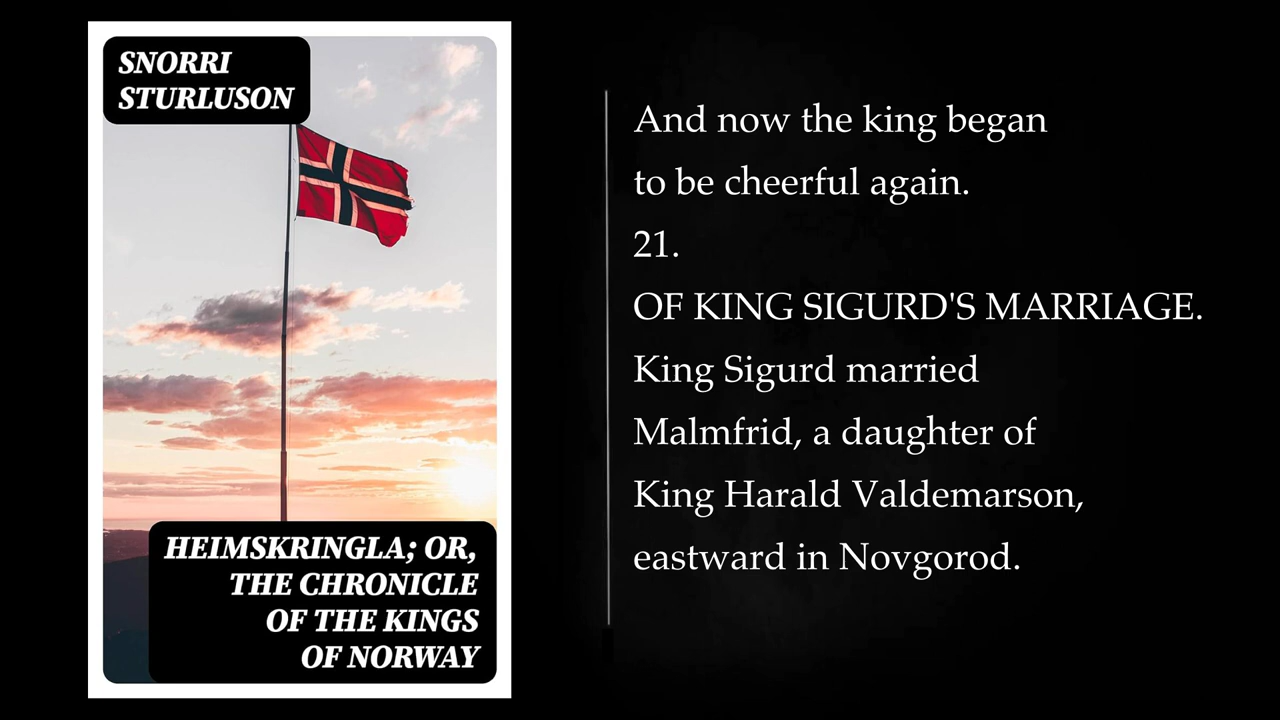 SNORRI
STURLUSON
HEIMSKRINGLA; OR,
THE CHRONICLE
OF THE KINGS
OF NORWAY
And now the king began
to be cheerful again.
21.
OF KING SIGURD'S MARRIAGE.
King Sigurd married
Malmfrid, a daughter of
King Harald Valdemarson,
eastward in Novgorod.